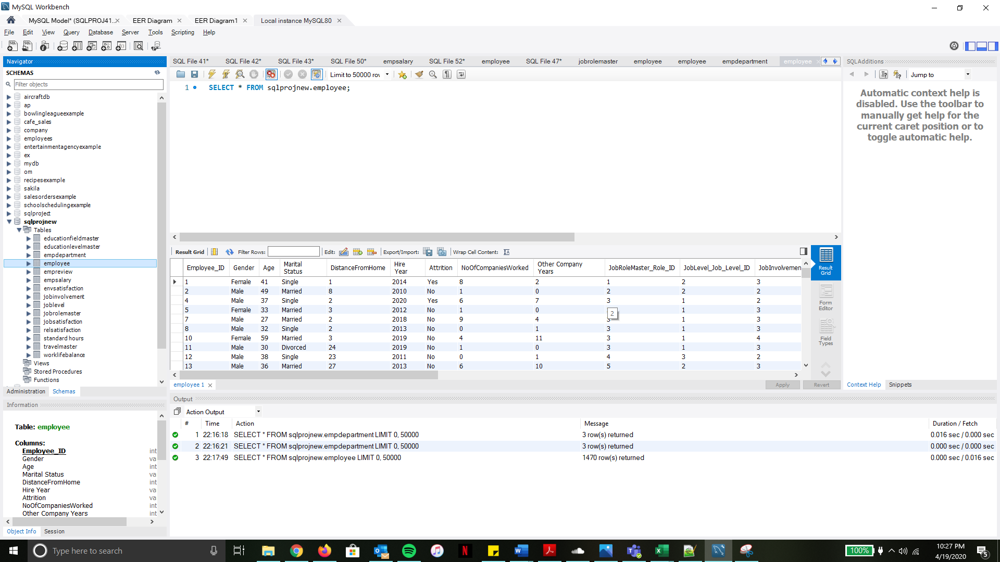 MySQL Workbench
MySQL Model* (SQLPROJ41.. EER Diagram EER Diagram1 Local instance MySQL80
File Edit View Query Database Server Tools Scripting Help
Navigator
SCHEMAS
Filter objects
aircraftdb
ap
bowlingleagueexample
cafe_sales
company
employees
entertainmentagencyexample
ex
mydb
om
recipesexample
sakila
salesordersexample
schoolschedulingexample
sqlproject
sqlprojnew
Tables
educationfieldmaster
educationlevelmaster
empdepartment
employee
empreview
empsalary
envsatisfaction
jobinvolvement
joblevel
jobrolemaster
jobsatisfaction
relsatisfaction
standard hours
travelmaster
worklifebalance
Views
Stored Procedures
Functions
Administration Schemas
Information
Table: employee
Columns:
Employee_ID int
Gender va
Age int
Marital Status va
DistanceFromHome int
Hire Year va
Attrition va
NoOfCompaniesWorked int
Other Company Years int
Object Info Session
SQL File 41* SQL File 42* SQL File 43* SQL File 50* empsalary SQL File 52* employee SQL File 47* jobrolemaster employee employee empdepartment employee
Limit to 50000 rov
1 SELECT * FROM sqlprojnew.employee;
Result Grid Filter Rows: Edit: Export/Import: Wrap Cell Content:
Employee_ID Gender Age Marital Status DistanceFromHome Hire Year Attrition NoOfCompaniesWorked Other Company Years JobRoleMaster_Role_ID JobLevel_Job_Level_ID JobInvolvemen
1 Female 41 Single 1 2014 Yes 8 2 1 2 3
2 Male 49 Married 8 2010 No 1 0 2 2 2
4 Male 37 Single 2 2020 Yes 6 7 3 1 2
5 Female 33 Married 3 2012 No 1 0 1 3
7 Male 27 Married 2 2018 No 9 4 3 1 3
2
8 Male 32 Single 2 2013 No 0 1 3 1 3
10 Female 59 Married 3 2019 No 4 11 3 1 4
11 Male 30 Divorced 24 2019 No 1 0 3 1 3
12 Male 38 Single 23 2011 No 0 1 4 3 2
13 Male 36 Married 27 2013 No 6 10 5 2 3
Result Grid
Form Editor
Field Types
employee 1 Apply Revert
SQLAdditions
Jump to
Automatic context help is
disabled. Use the toolbar to
manually get help for the
current caret position or to
toggle automatic help.
Context Help Snippets
Output
Action Output
# Time Action Message Duration / Fetch
1 22:16:18 SELECT * FROM sqlprojnew.empdepartment LIMIT 0, 50000 3 row(s) returned 0.016 sec / 0.000 sec
2 22:16:21 SELECT * FROM sqlprojnew.empdepartment LIMIT 0, 50000 3 row(s) returned 0.000 sec / 0.000 sec
3 22:17:49 SELECT * FROM sqlprojnew.employee LIMIT 0, 50000 1470 row(s) returned 0.000 sec / 0.016 sec
Type here to search
100%
10:27 PM
4/19/2020
5